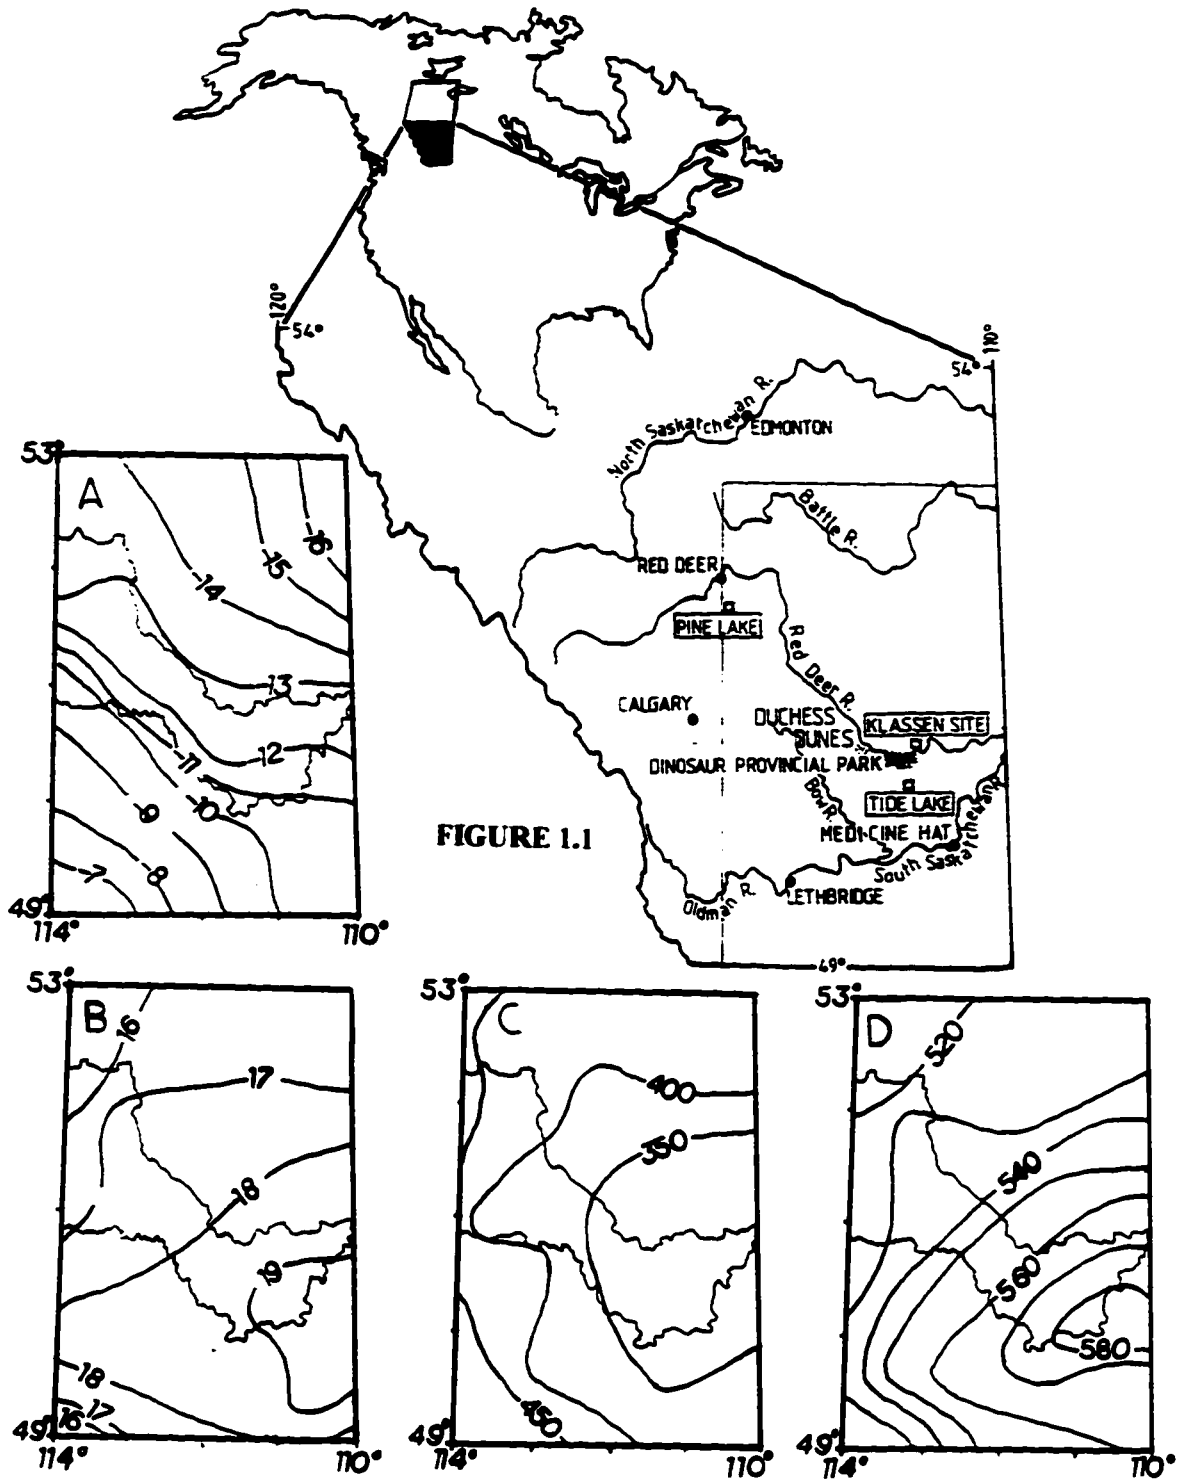 120°
54°
110°
54°
North Saskatchewan R.
EDMONTON
Battle R.
RED DEER
PINE LAKE
Red Deer R.
CALGARY
DUCHESS
DUNES
KLASSEN SITE
DINOSAUR PROVINCIAL PARK
Bow R.
TIDE LAKE
MEDICINE HAT
South Saskatchewan R.
Oldman R.
LETHBRIDGE
49°
FIGURE 1.1
53°
A
-16
-15
-14
-13
-12
-11
-10
-9
-8
-7
49°
114°
110°
53°
B
16
17
18
19
18
17
16
49°
114°
110°
53°
C
400
350
450
49°
114°
110°
53°
D
520
540
560
580
49°
114°
110°